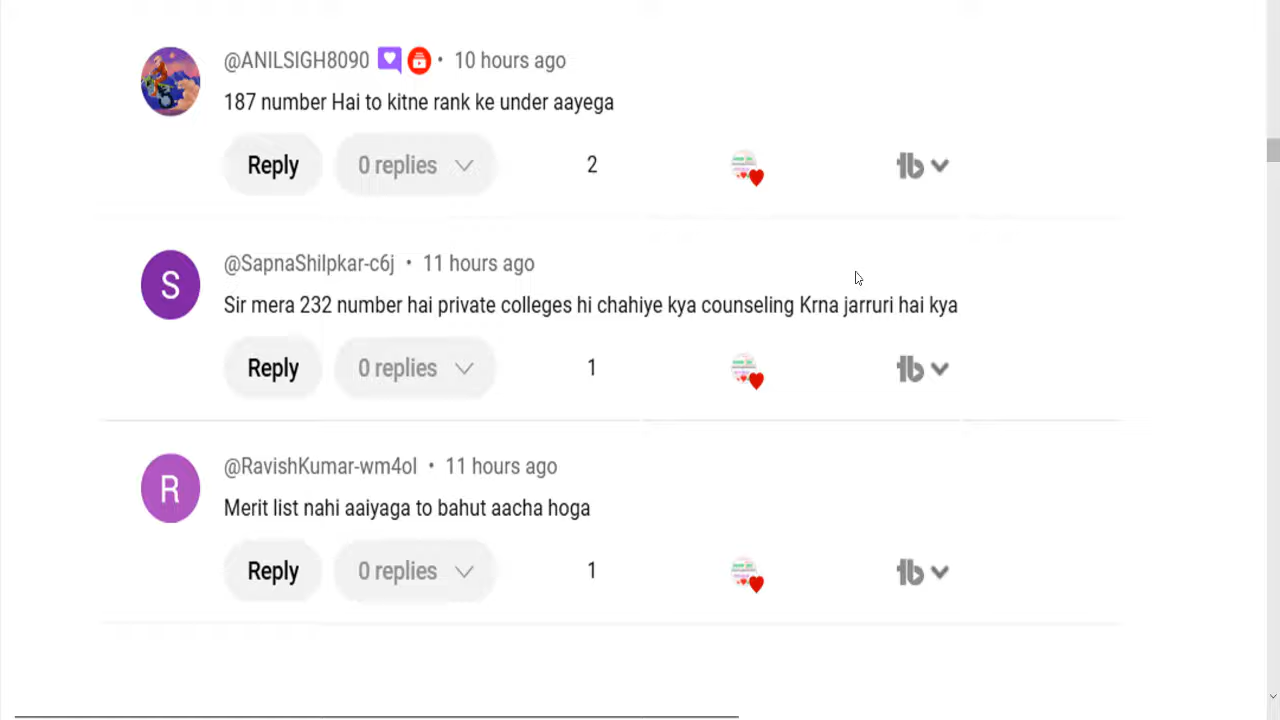 @ANILSIGH8090 • 10 hours ago
187 number Hai to kitne rank ke under aayega
Reply 0 replies 2
@SapnaShilpkar-c6j • 11 hours ago
S
Sir mera 232 number hai private colleges hi chahiye kya counseling Krna jarruri hai kya
Reply 0 replies 1
@RavishKumar-wm4ol • 11 hours ago
R
Merit list nahi aaiyaga to bahut aacha hoga
Reply 0 replies 1